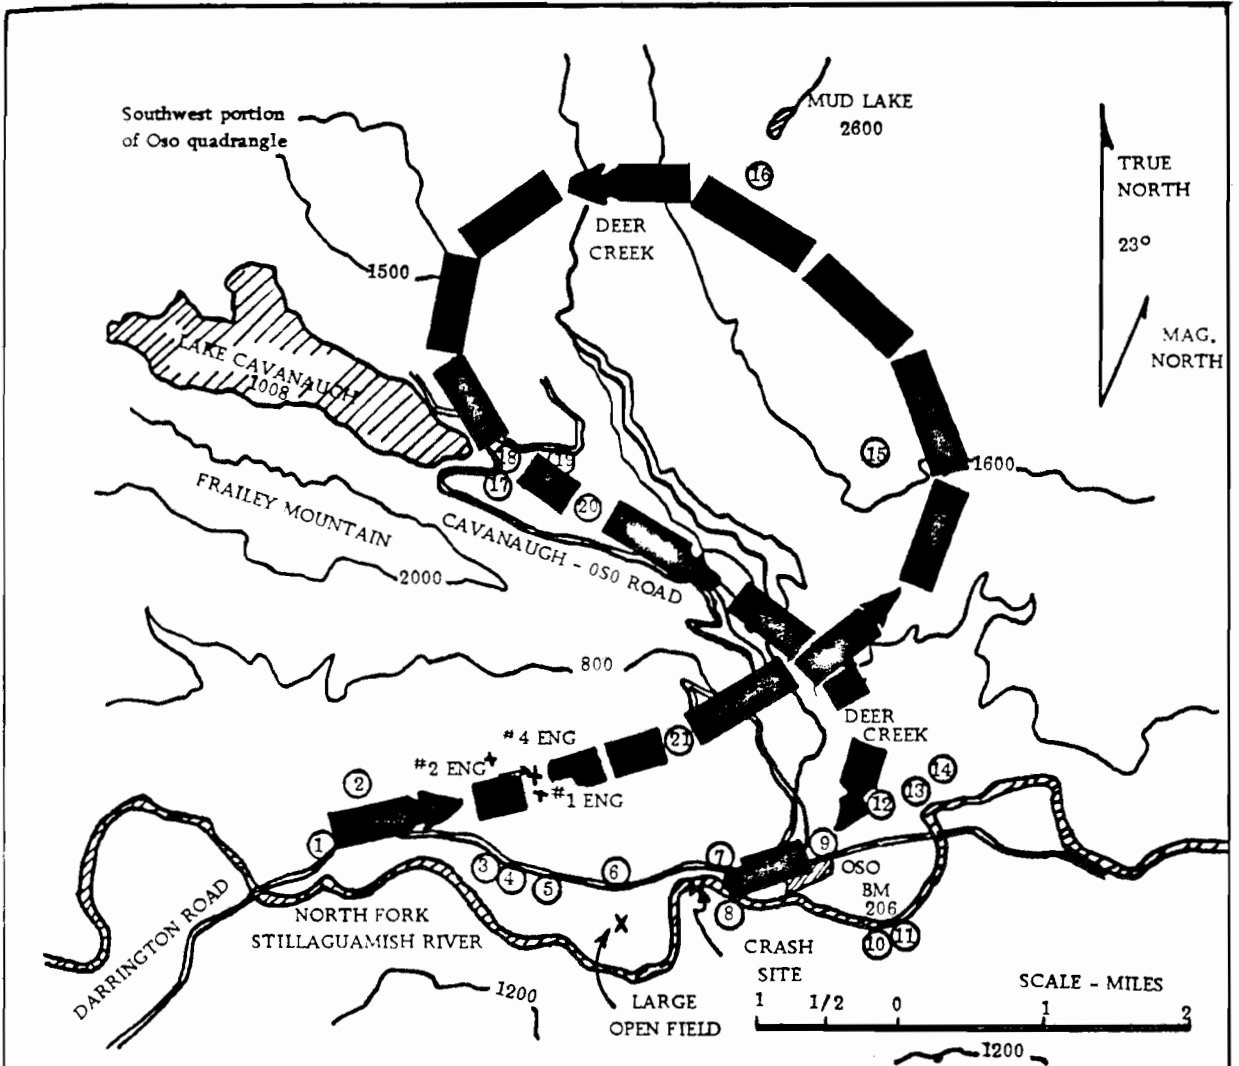 Southwest portion
of Oso quadrangle
MUD LAKE
2600
TRUE
NORTH
23°
MAG.
NORTH
16
DEER
CREEK
1500
LAKE CAVANAUGH
1008
15
1600
18
19
17
20
FRAILEY MOUNTAIN
CAVANAUGH - OSO ROAD
2000
800
DEER
CREEK
21
#4 ENG
#2 ENG
#1 ENG
2
14
13
12
1
3
4
5
6
7
9
OSO
BM
206
8
10
11
DARRINGTON ROAD
NORTH FORK
STILLAGUAMISH RIVER
X
CRASH
SITE
LARGE
OPEN FIELD
1200
SCALE - MILES
1 1/2 0 1 2
1200